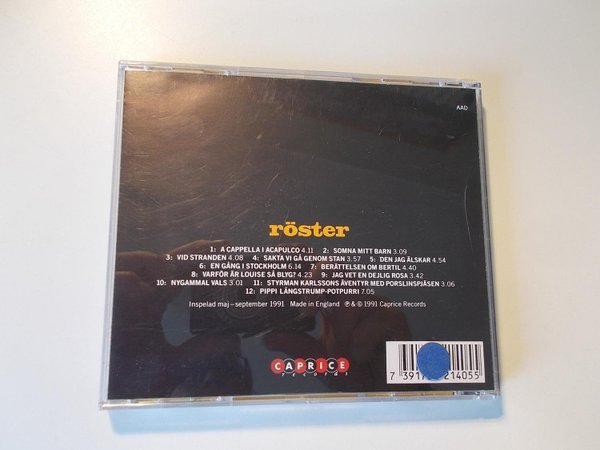 AAD
röster
1: A CAPPELLA I ACAPULCO 4.11 2: SOMNA MITT BARN 3.09
3: VID STRANDEN 4.08 4: SAKTA VI GÅ GENOM STAN 3.57 5: DEN JAG ÄLSKAR 4.54
6: EN GÅNG I STOCKHOLM 6.14 7: BERÄTTELSEN OM BERTIL 4.40
8: VARFÖR ÄR LOUISE SÅ BLYG? 4.23 9: JAG VET EN DEJLIG ROSA 3.42
10: NYGAMMAL VALS 3.01 11: STYRMAN KARLSSONS ÄVENTYR MED PORSLINSPJÄSEN 3.06
12: PIPPI LÅNGSTRUMP-POTPURRI 7.05
Inspelad maj–september 1991 Made in England ℗ & © 1991 Caprice Records
CAPRICE
records
7 391 214055